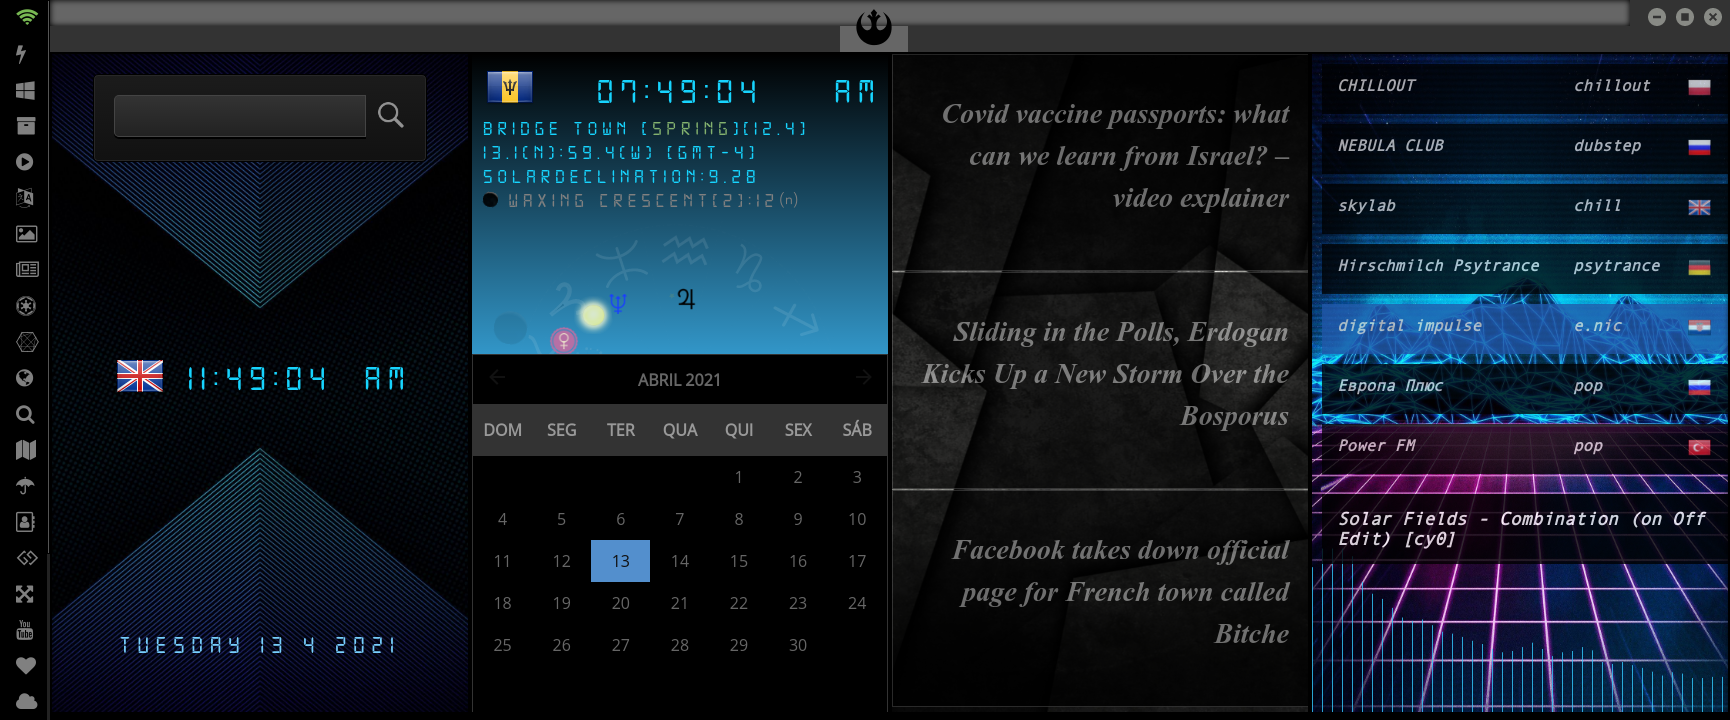 11:49:04 AM
TUESDAY 13 4 2021
07:49:04 AM
BRIDGE TOWN [SPRING][12.4]
13.1(N):59.4(W) [GMT-4]
SOLARDECLINATION:9.28
WAXING CRESCENT[2]:12(n)
ABRIL 2021
DOM SEG TER QUA QUI SEX SÁB
1 2 3
4 5 6 7 8 9 10
11 12 13 14 15 16 17
18 19 20 21 22 23 24
25 26 27 28 29 30
Covid vaccine passports: what
can we learn from Israel? –
video explainer
Sliding in the Polls, Erdogan
Kicks Up a New Storm Over the
Bosporus
Facebook takes down official
page for French town called
Bitche
CHILLOUT chillout
NEBULA CLUB dubstep
skylab chill
Hirschmilch Psytrance psytrance
digital impulse e.nic
Европа Плюс pop
Power FM pop
Solar Fields - Combination (on Off
Edit) [cy0]
You
Tube